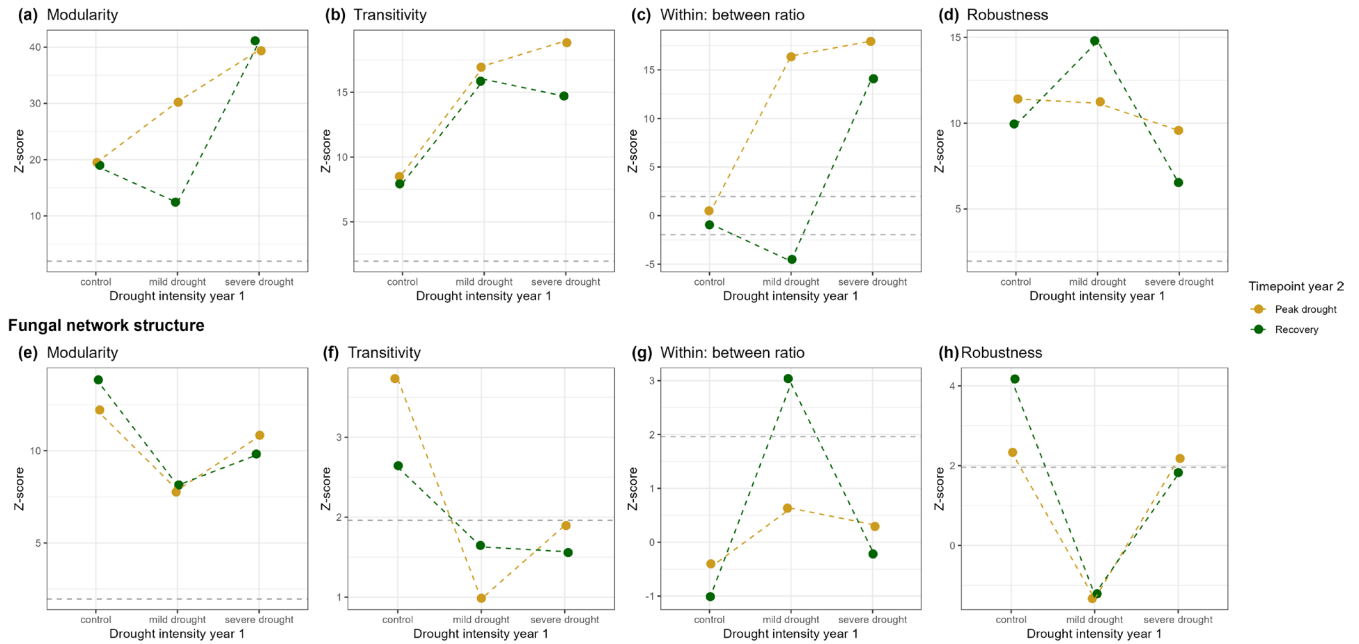 (a) Modularity
(b) Transitivity
(c) Within: between ratio
(d) Robustness
Z-score
40
30
20
10
control
mild drought
severe drought
Drought intensity year 1
Z-score
15
10
5
control
mild drought
severe drought
Drought intensity year 1
Z-score
15
10
5
0
-5
control
mild drought
severe drought
Drought intensity year 1
Z-score
15
10
5
control
mild drought
severe drought
Drought intensity year 1
Timepoint year 2
Peak drought
Recovery
Fungal network structure
(e) Modularity
(f) Transitivity
(g) Within: between ratio
(h) Robustness
Z-score
10
5
control
mild drought
severe drought
Drought intensity year 1
Z-score
3
2
1
control
mild drought
severe drought
Drought intensity year 1
Z-score
3
2
1
0
-1
control
mild drought
severe drought
Drought intensity year 1
Z-score
4
2
0
control
mild drought
severe drought
Drought intensity year 1